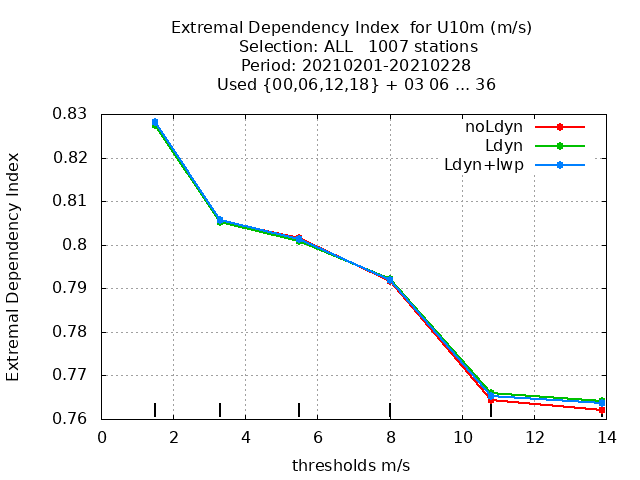 Extremal Dependency Index  for U10m (m/s)
Selection: ALL   1007 stations
Period: 20210201-20210228
Used {00,06,12,18} + 03 06 ... 36
Extremal Dependency Index
0.83
0.82
0.81
0.8
0.79
0.78
0.77
0.76
noLdyn
Ldyn
Ldyn+lwp
0 2 4 6 8 10 12 14
thresholds m/s